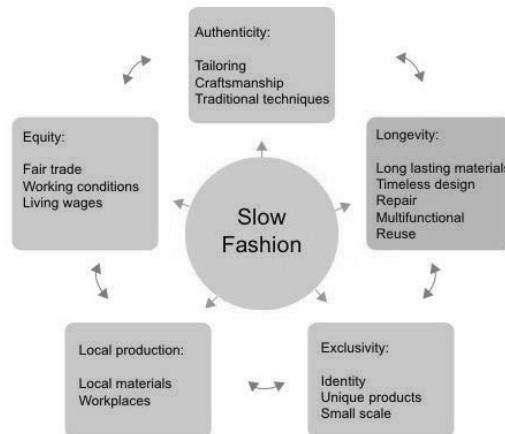 Authenticity:
Tailoring
Craftsmanship
Traditional techniques
Equity:
Fair trade
Working conditions
Living wages
Longevity:
Long lasting materials
Timeless design
Repair
Multifunctional
Reuse
Slow
Fashion
Local production:
Local materials
Workplaces
Exclusivity:
Identity
Unique products
Small scale